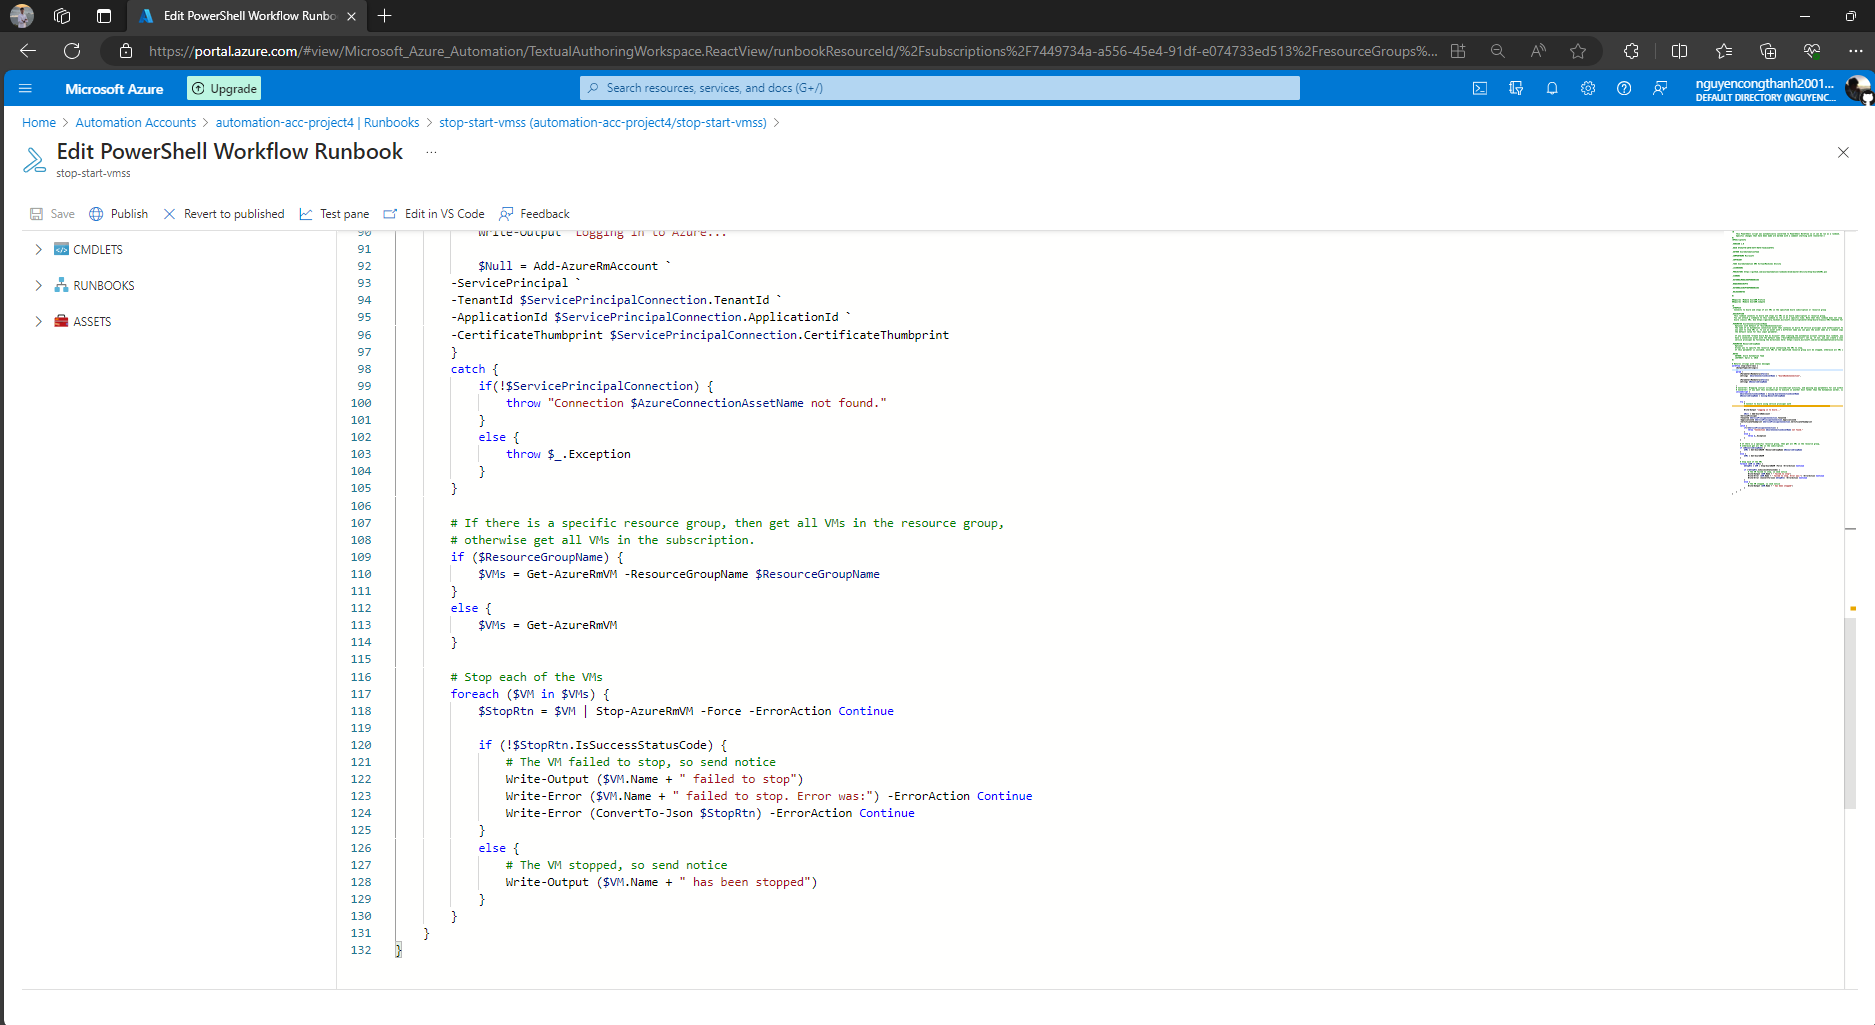 Edit PowerShell Workflow Runbo
https://portal.azure.com/#view/Microsoft_Azure_Automation/TextualAuthoringWorkspace.ReactView/runbookResourceId/%2Fsubscriptions%2F7449734a-a556-45e4-91df-e074733ed513%2FresourceGroups%...
Microsoft Azure
Upgrade
Search resources, services, and docs (G+/)
nguyencongthanh2001...
DEFAULT DIRECTORY (NGUYENC...
Home > Automation Accounts > automation-acc-project4 | Runbooks > stop-start-vmss (automation-acc-project4/stop-start-vmss) >
Edit PowerShell Workflow Runbook ...
stop-start-vmss
Save Publish Revert to published Test pane Edit in VS Code Feedback
CMDLETS
RUNBOOKS
ASSETS
90 Write-Output "Logging in to Azure..."
91
92 $Null = Add-AzureRmAccount `
93 -ServicePrincipal `
94 -TenantId $ServicePrincipalConnection.TenantId `
95 -ApplicationId $ServicePrincipalConnection.ApplicationId `
96 -CertificateThumbprint $ServicePrincipalConnection.CertificateThumbprint
97 }
98 catch {
99 if(!$ServicePrincipalConnection) {
100 throw "Connection $AzureConnectionAssetName not found."
101 }
102 else {
103 throw $_.Exception
104 }
105 }
106
107 # If there is a specific resource group, then get all VMs in the resource group,
108 # otherwise get all VMs in the subscription.
109 if ($ResourceGroupName) {
110 $VMs = Get-AzureRmVM -ResourceGroupName $ResourceGroupName
111 }
112 else {
113 $VMs = Get-AzureRmVM
114 }
115
116 # Stop each of the VMs
117 foreach ($VM in $VMs) {
118 $StopRtn = $VM | Stop-AzureRmVM -Force -ErrorAction Continue
119
120 if (!$StopRtn.IsSuccessStatusCode) {
121 # The VM failed to stop, so send notice
122 Write-Output ($VM.Name + " failed to stop")
123 Write-Error ($VM.Name + " failed to stop. Error was:") -ErrorAction Continue
124 Write-Error (ConvertTo-Json $StopRtn) -ErrorAction Continue
125 }
126 else {
127 # The VM stopped, so send notice
128 Write-Output ($VM.Name + " has been stopped")
129 }
130 }
131 }
132 }